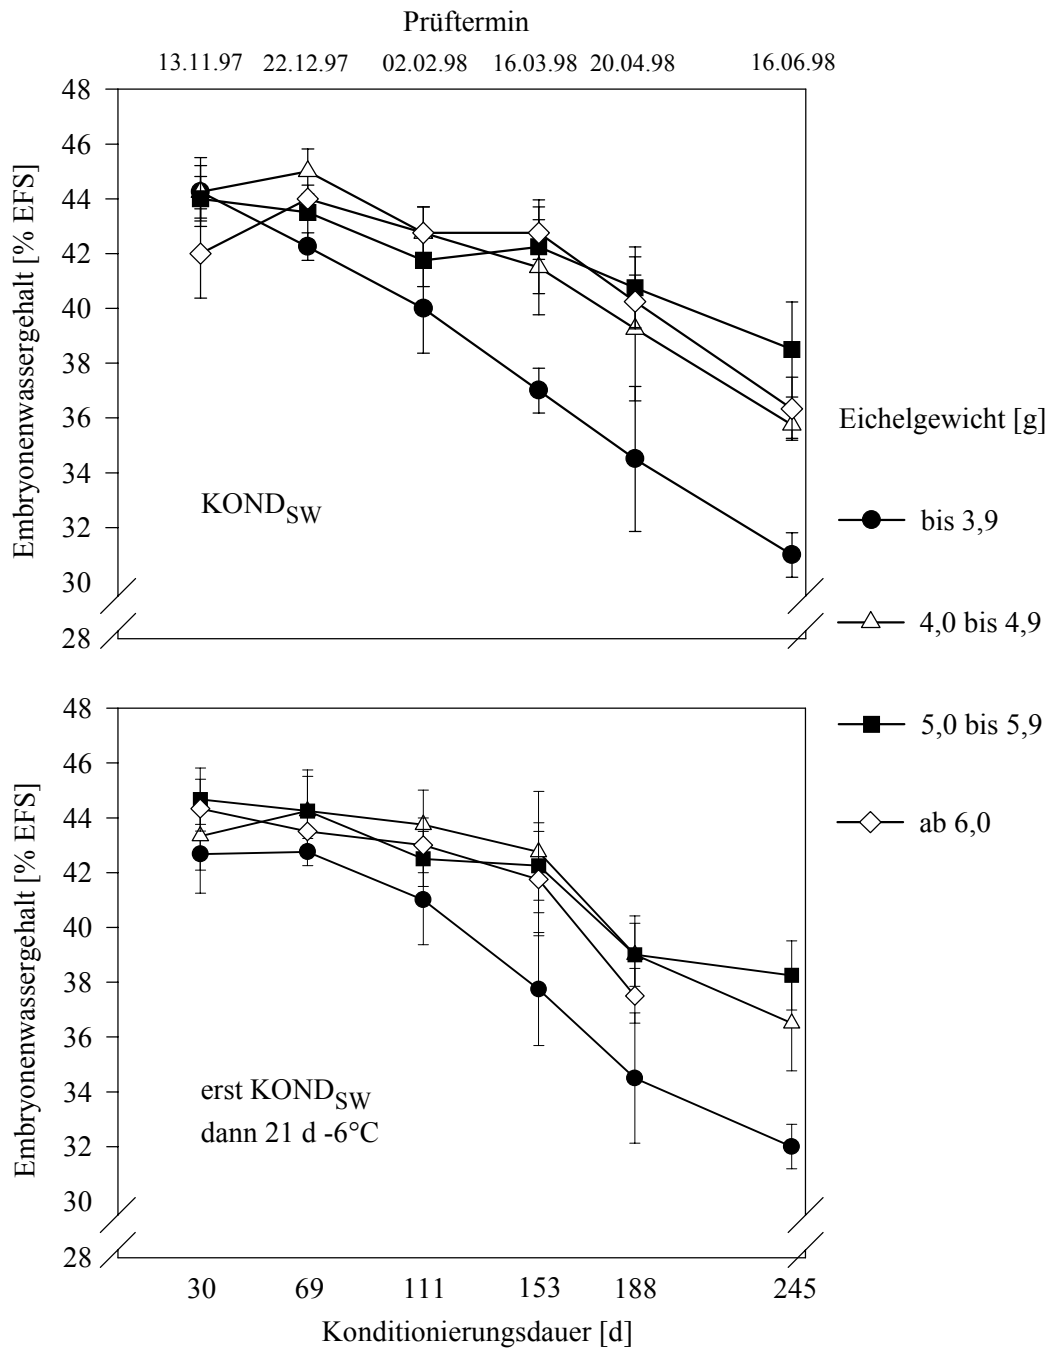 Prüftermin
13.11.97 22.12.97 02.02.98 16.03.98 20.04.98 16.06.98
Embryonenwassergehalt [% EFS]
48
46
44
42
40
38
36
34
32
30
28
KOND_SW
Eichelgewicht [g]
bis 3,9
4,0 bis 4,9
5,0 bis 5,9
ab 6,0
Embryonenwassergehalt [% EFS]
48
46
44
42
40
38
36
34
32
30
28
erst KOND_SW
dann 21 d -6°C
30 69 111 153 188 245
Konditionierungsdauer [d]